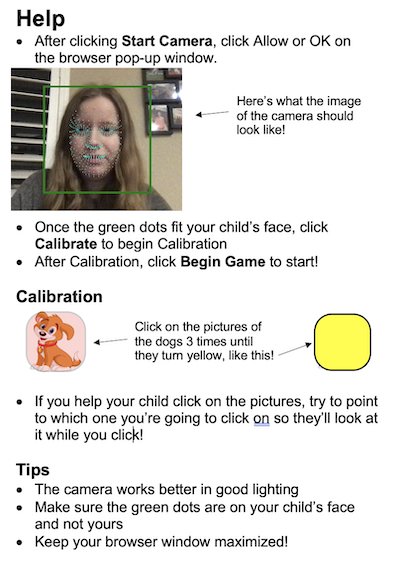 Help
• After clicking Start Camera, click Allow or OK on
the browser pop-up window.
Here’s what the image
of the camera should
look like!
• Once the green dots fit your child’s face, click
Calibrate to begin Calibration
• After Calibration, click Begin Game to start!
Calibration
Click on the pictures of
the dogs 3 times until
they turn yellow, like this!
• If you help your child click on the pictures, try to point
to which one you’re going to click on so they’ll look at
it while you click!
Tips
• The camera works better in good lighting
• Make sure the green dots are on your child’s face
and not yours
• Keep your browser window maximized!